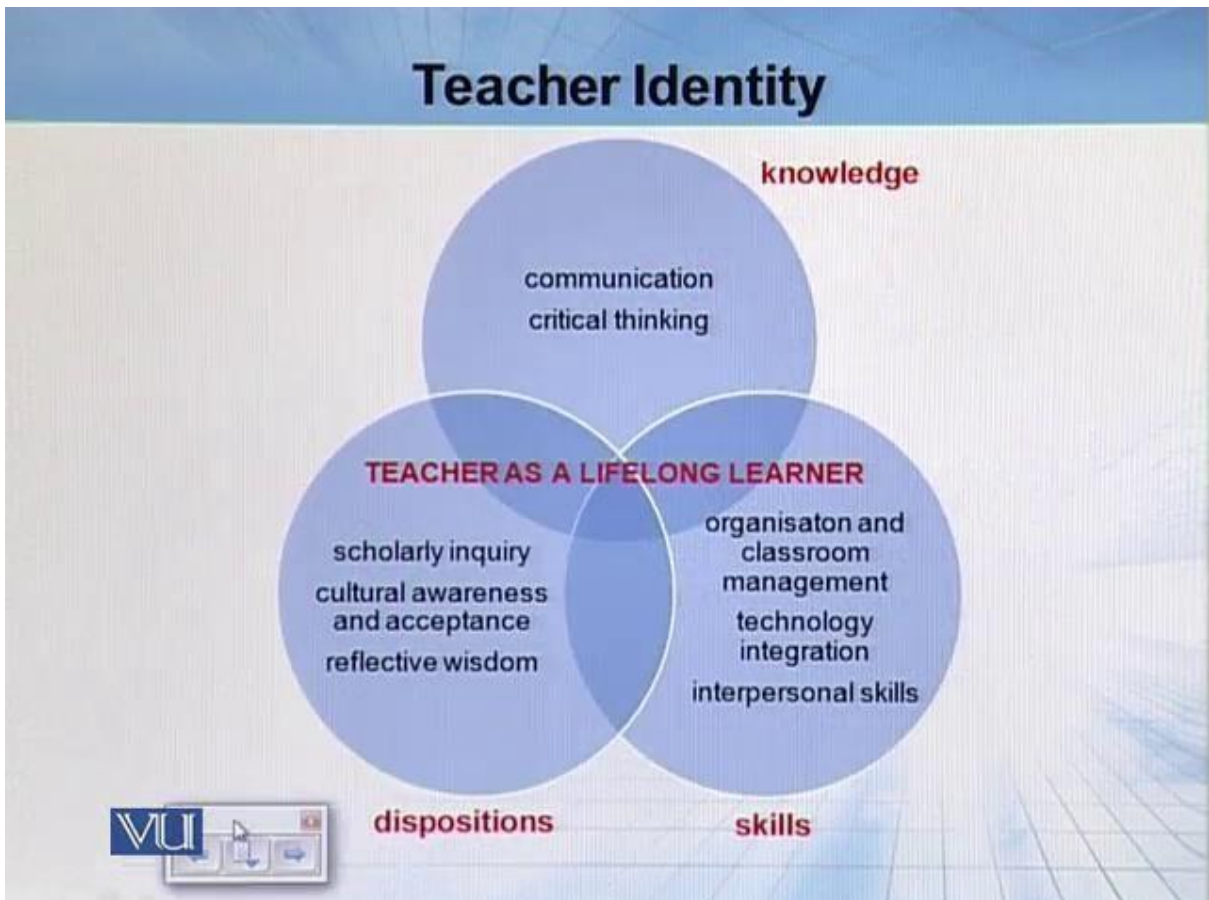 Teacher Identity
knowledge
communication
critical thinking
TEACHER AS A LIFELONG LEARNER
scholarly inquiry
cultural awareness
and acceptance
reflective wisdom
organisaton and
classroom
management
technology
integration
interpersonal skills
dispositions
skills
VU